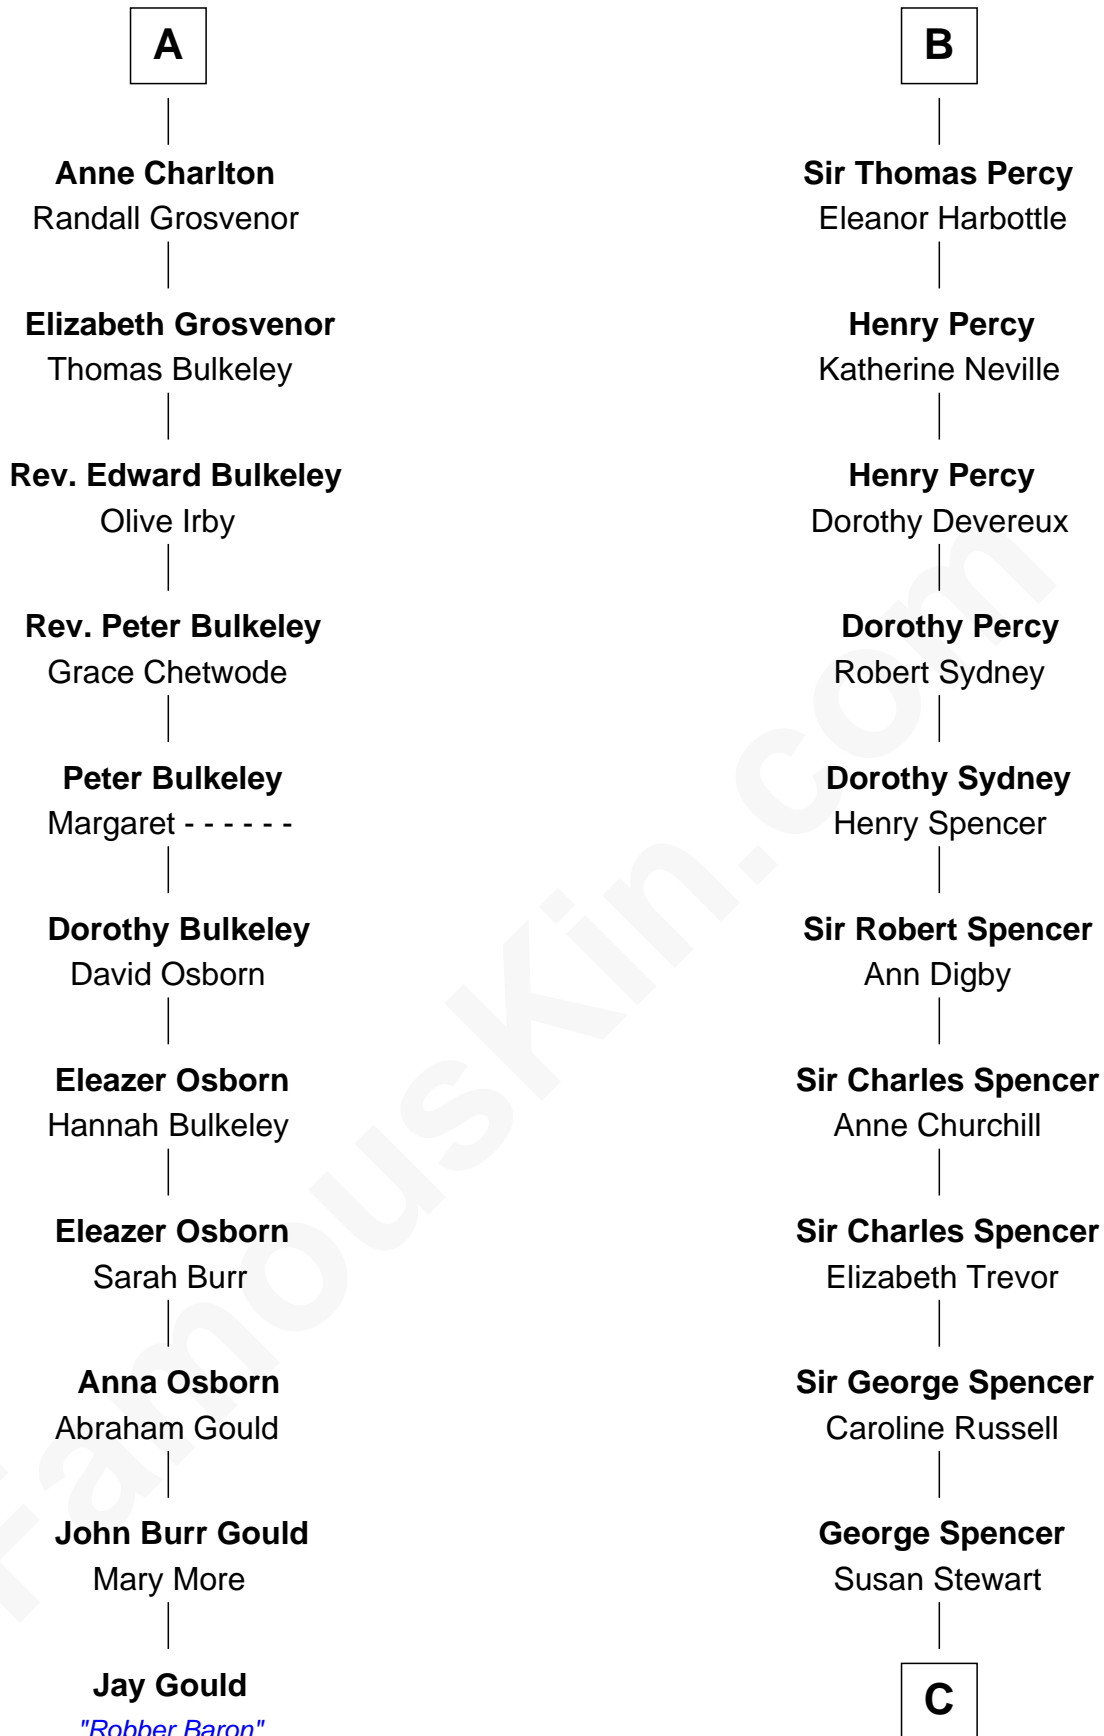 A
Anne Charlton
Randall Grosvenor
Elizabeth Grosvenor
Thomas Bulkeley
Rev. Edward Bulkeley
Olive Irby
Rev. Peter Bulkeley
Grace Chetwode
Peter Bulkeley
Margaret - - - - - -
Dorothy Bulkeley
David Osborn
Eleazer Osborn
Hannah Bulkeley
Eleazer Osborn
Sarah Burr
Anna Osborn
Abraham Gould
John Burr Gould
Mary More
Jay Gould
"Robber Baron"
B
Sir Thomas Percy
Eleanor Harbottle
Henry Percy
Katherine Neville
Henry Percy
Dorothy Devereux
Dorothy Percy
Robert Sydney
Dorothy Sydney
Henry Spencer
Sir Robert Spencer
Ann Digby
Sir Charles Spencer
Anne Churchill
Sir Charles Spencer
Elizabeth Trevor
Sir George Spencer
Caroline Russell
George Spencer
Susan Stewart
C
FamousKin.com